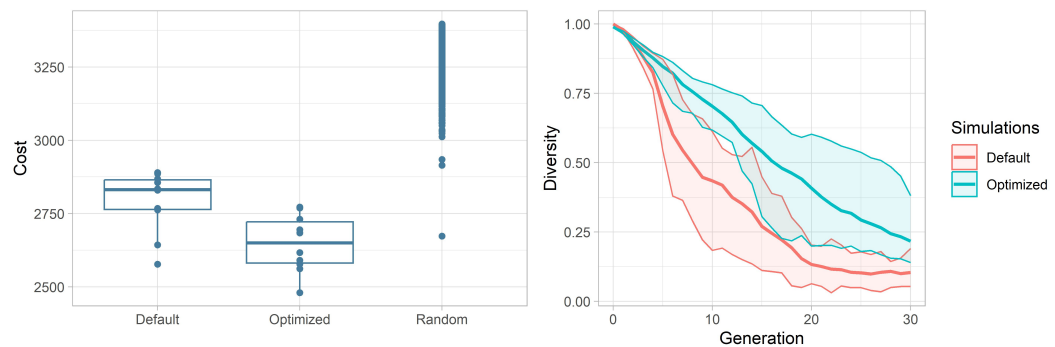 Cost
3250
3000
2750
2500
Default
Optimized
Random
Diversity
1.00
0.75
0.50
0.25
0.00
0
10
20
30
Generation
Simulations
Default
Optimized